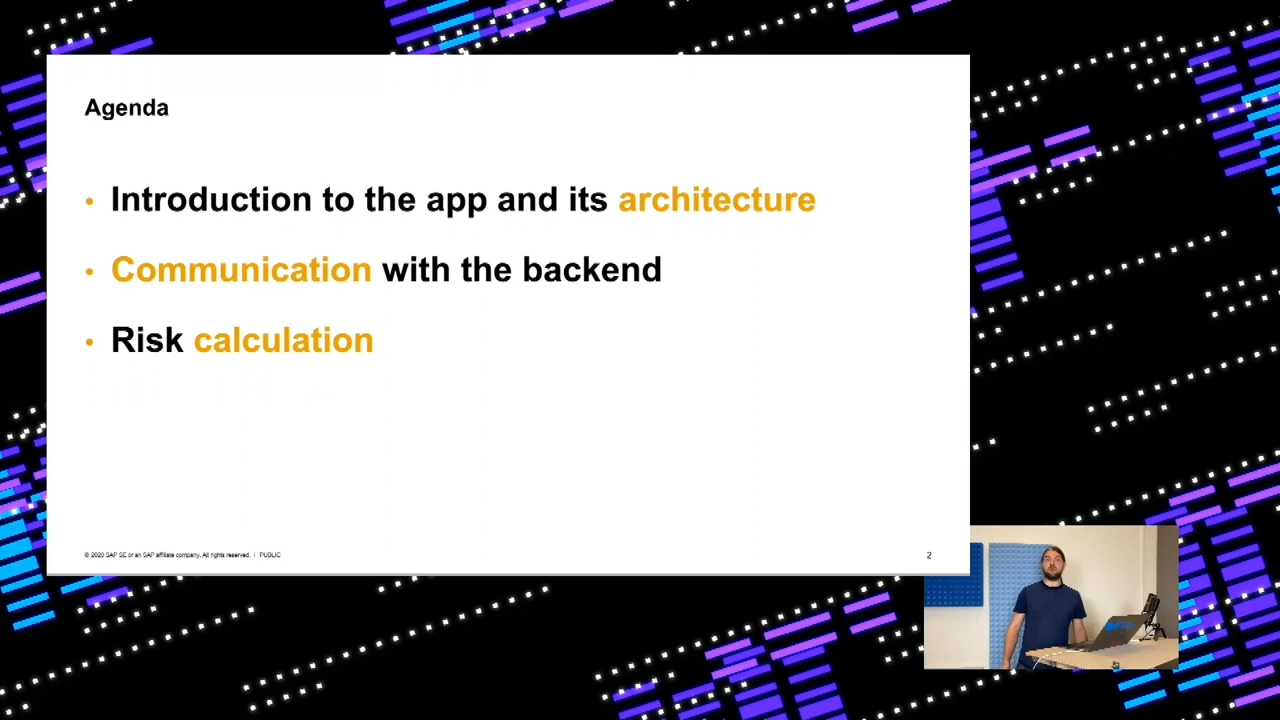 Agenda
• Introduction to the app and its architecture
• Communication with the backend
• Risk calculation
© 2020 SAP SE or an SAP affiliate company. All rights reserved. | PUBLIC
2